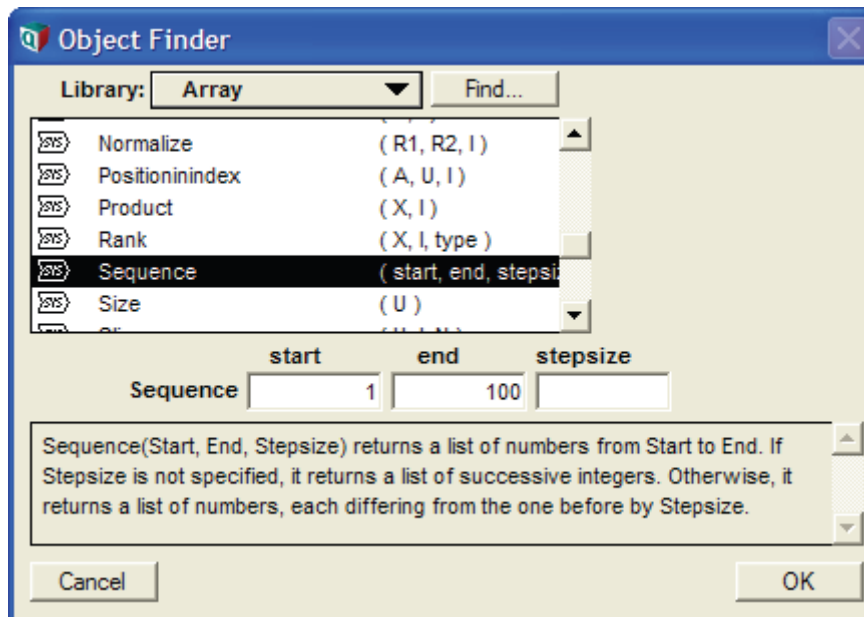 Object Finder
Library: Array Find...
Normalize ( R1, R2, I )
Positioninindex ( A, U, I )
Product ( X, I )
Rank ( X, I, type )
Sequence ( start, end, stepsi
Size ( U )
start end stepsize
Sequence 1 100
Sequence(Start, End, Stepsize) returns a list of numbers from Start to End. If
Stepsize is not specified, it returns a list of successive integers. Otherwise, it
returns a list of numbers, each differing from the one before by Stepsize.
Cancel OK